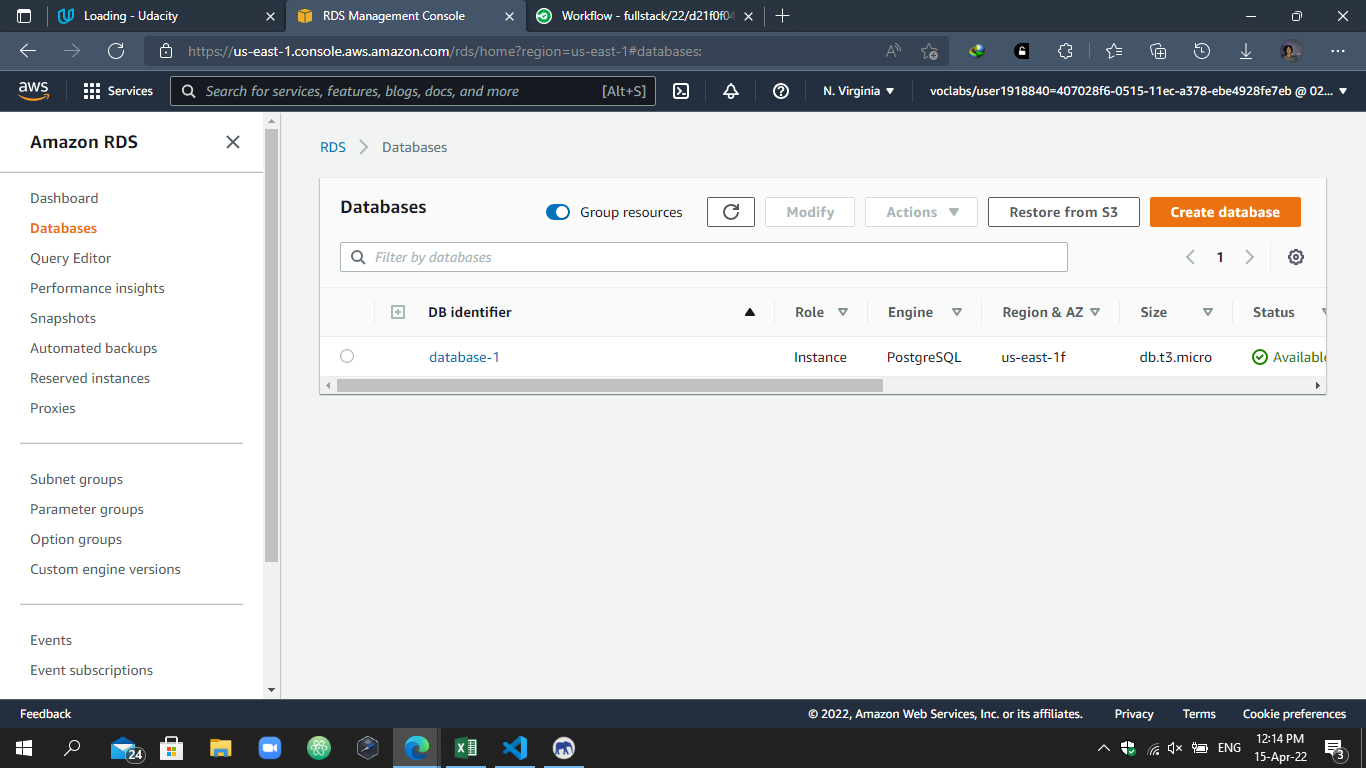 Loading - Udacity
RDS Management Console
Workflow - fullstack/22/d21f0f04
https://us-east-1.console.aws.amazon.com/rds/home?region=us-east-1#databases:
aws
Services
Search for services, features, blogs, docs, and more
[Alt+S]
N. Virginia
voclabs/user1918840=407028f6-0515-11ec-a378-ebe4928fe7eb @ 02...
Amazon RDS
Dashboard
Databases
Query Editor
Performance insights
Snapshots
Automated backups
Reserved instances
Proxies
Subnet groups
Parameter groups
Option groups
Custom engine versions
Events
Event subscriptions
RDS
Databases
Databases
Group resources
Modify
Actions
Restore from S3
Create database
Filter by databases
1
DB identifier
Role
Engine
Region & AZ
Size
Status
database-1
Instance
PostgreSQL
us-east-1f
db.t3.micro
Available
Feedback
© 2022, Amazon Web Services, Inc. or its affiliates.
Privacy
Terms
Cookie preferences
24
ENG
12:14 PM
15-Apr-22
3